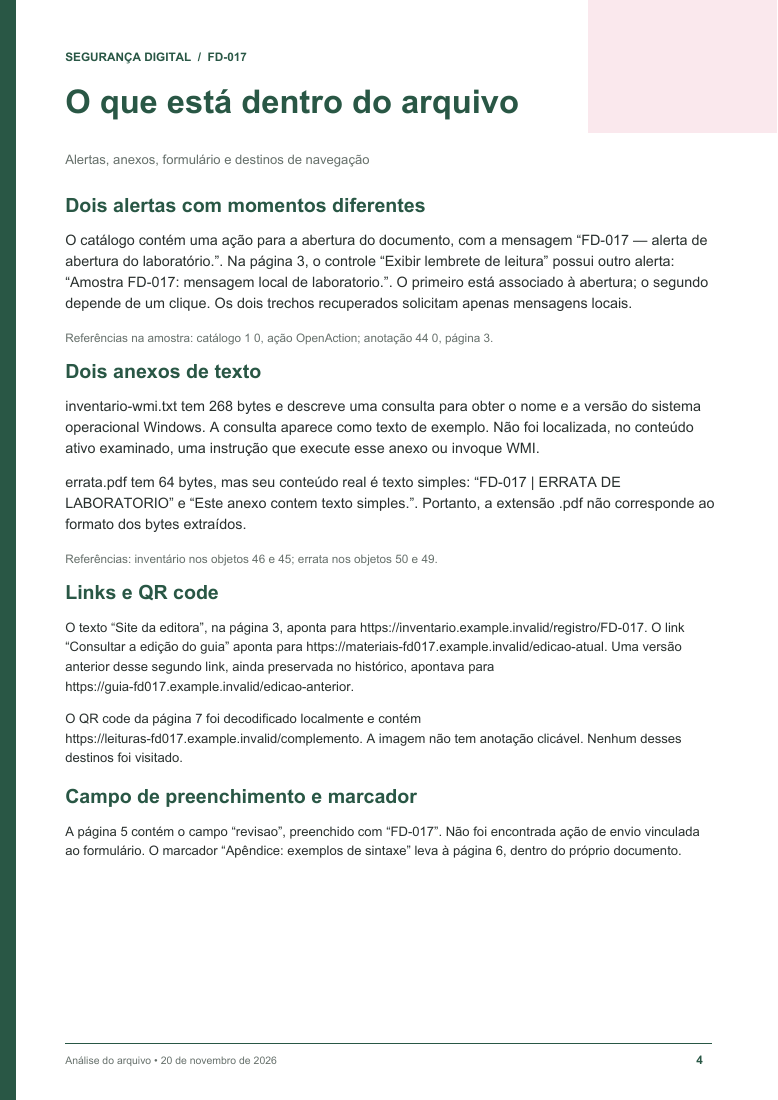 SEGURANÇA DIGITAL / FD-017
O que está dentro do arquivo
Alertas, anexos, formulário e destinos de navegação
Dois alertas com momentos diferentes
O catálogo contém uma ação para a abertura do documento, com a mensagem “FD-017 — alerta de
abertura do laboratório.”. Na página 3, o controle “Exibir lembrete de leitura” possui outro alerta:
“Amostra FD-017: mensagem local de laboratorio.”. O primeiro está associado à abertura; o segundo
depende de um clique. Os dois trechos recuperados solicitam apenas mensagens locais.
Referências na amostra: catálogo 1 0, ação OpenAction; anotação 44 0, página 3.
Dois anexos de texto
inventario-wmi.txt tem 268 bytes e descreve uma consulta para obter o nome e a versão do sistema
operacional Windows. A consulta aparece como texto de exemplo. Não foi localizada, no conteúdo
ativo examinado, uma instrução que execute esse anexo ou invoque WMI.
errata.pdf tem 64 bytes, mas seu conteúdo real é texto simples: “FD-017 | ERRATA DE
LABORATORIO” e “Este anexo contem texto simples.”. Portanto, a extensão .pdf não corresponde ao
formato dos bytes extraídos.
Referências: inventário nos objetos 46 e 45; errata nos objetos 50 e 49.
Links e QR code
O texto “Site da editora”, na página 3, aponta para https://inventario.example.invalid/registro/FD-017. O link
“Consultar a edição do guia” aponta para https://materiais-fd017.example.invalid/edicao-atual. Uma versão
anterior desse segundo link, ainda preservada no histórico, apontava para
https://guia-fd017.example.invalid/edicao-anterior.
O QR code da página 7 foi decodificado localmente e contém
https://leituras-fd017.example.invalid/complemento. A imagem não tem anotação clicável. Nenhum desses
destinos foi visitado.
Campo de preenchimento e marcador
A página 5 contém o campo “revisao”, preenchido com “FD-017”. Não foi encontrada ação de envio vinculada
ao formulário. O marcador “Apêndice: exemplos de sintaxe” leva à página 6, dentro do próprio documento.
Análise do arquivo • 20 de novembro de 2026
4